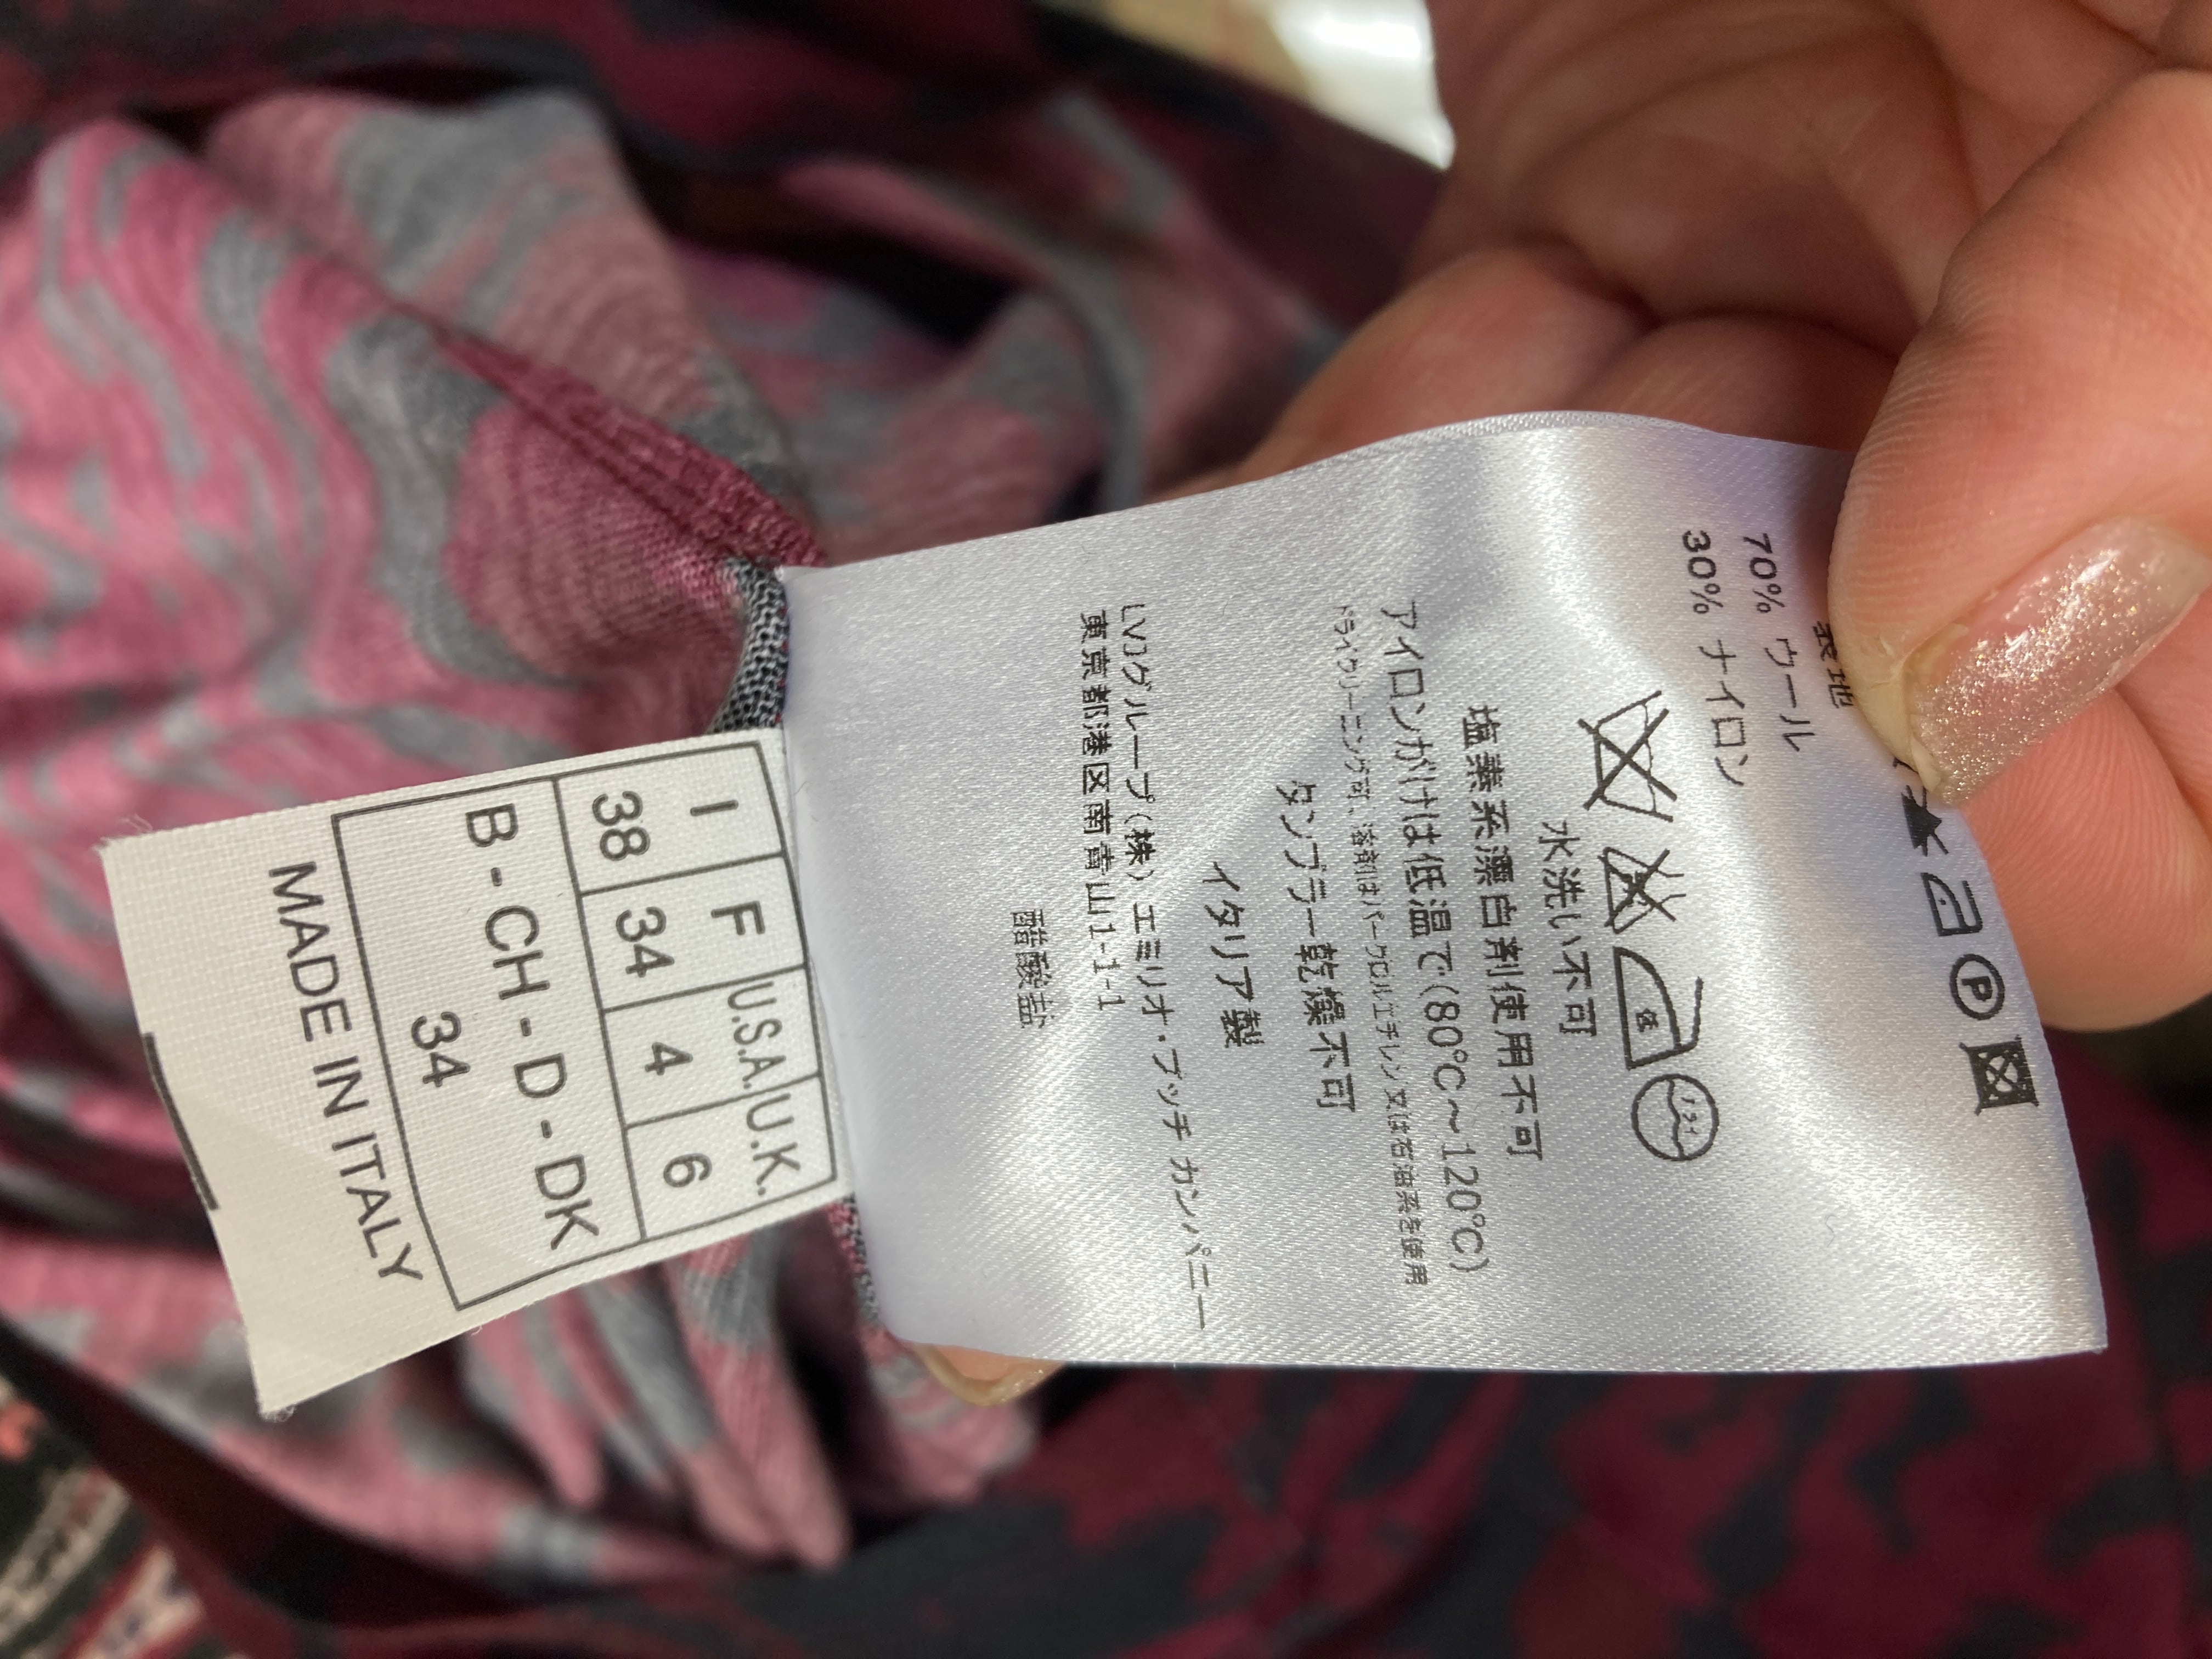 表地
70% ウール
30% ナイロン
水洗い不可
塩素系漂白剤使用不可
アイロンがけは低温で(80°C~120°C)
ドライクリーニング可、溶剤はパークロルエチレン又は石油系を使用
タンブラー乾燥不可
イタリア製
LVJグループ(株) エミリオ・プッチ カンパニー
東京都港区南青山1-1-1
醋酸盐
I F U.S.A. U.K.
38 34 4 6
B - CH - D - DK
34
MADE IN ITALY